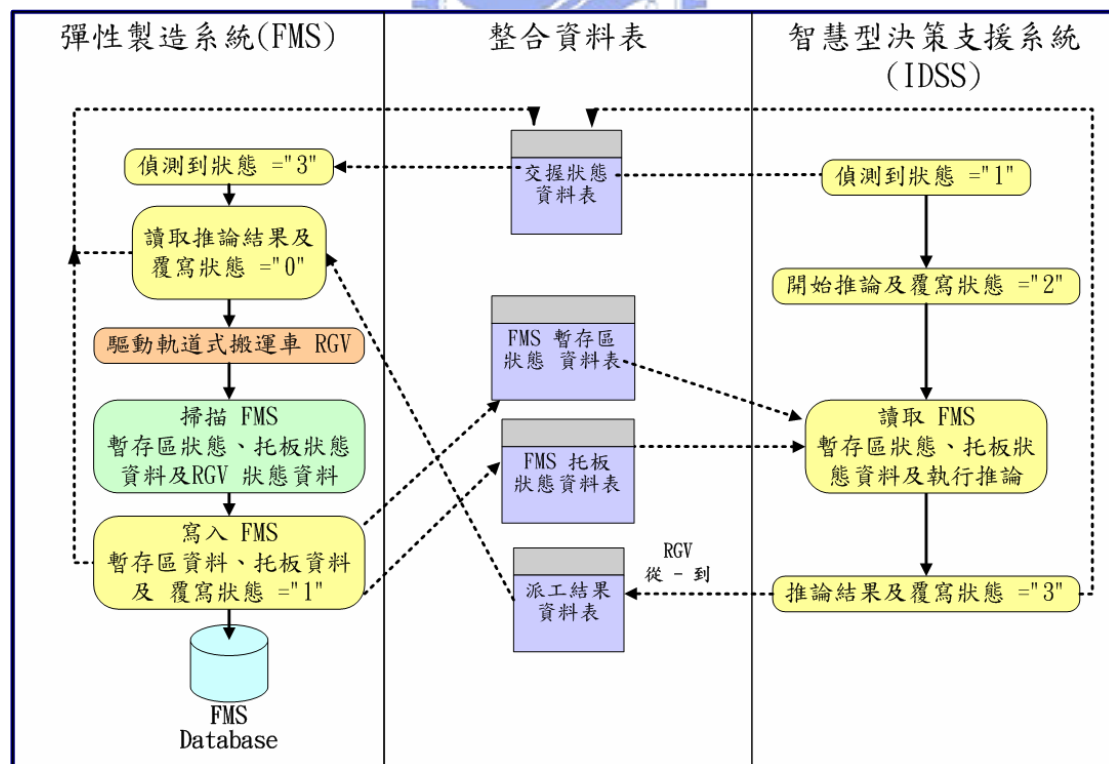 彈性製造系統(FMS)
整合資料表
智慧型決策支援系統
(IDSS)
偵測到狀態 ="3"
讀取推論結果及
覆寫狀態 ="0"
驅動軌道式搬運車 RGV
掃描 FMS
暫存區狀態、托板狀態
資料及RGV 狀態資料
寫入 FMS
暫存區資料、托板資料
及 覆寫狀態 ="1"
FMS
Database
交握狀態
資料表
FMS 暫存區
狀態 資料表
FMS 托板
狀態資料表
派工結果
資料表
RGV
從 - 到
偵測到狀態 ="1"
開始推論及覆寫狀態 ="2"
讀取 FMS
暫存區狀態、托板狀
態資料及執行推論
推論結果及覆寫狀態 ="3"